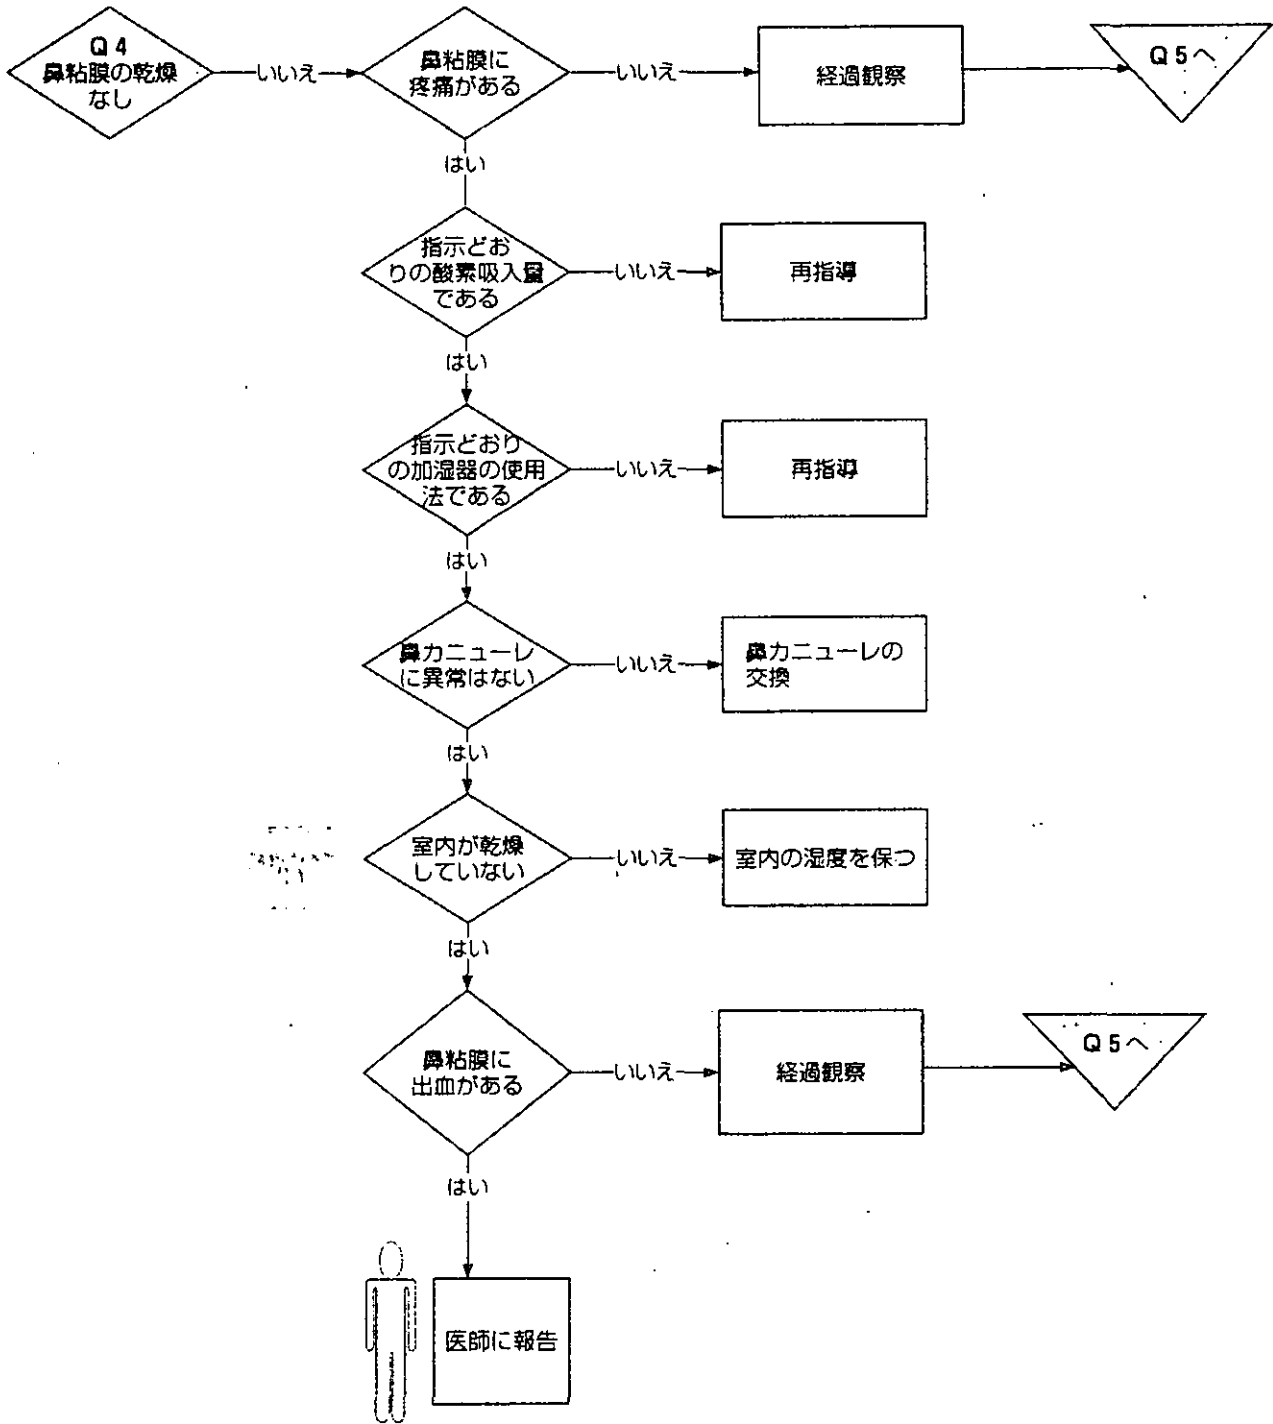 Q4
鼻粘膜の乾燥
なし
いいえ
鼻粘膜に
疼痛がある
いいえ
経過観察
Q5へ
はい
指示どお
りの酸素吸入量
である
いいえ
再指導
はい
指示どおり
の加湿器の使用
法である
いいえ
再指導
はい
鼻カニューレ
に異常はない
いいえ
鼻カニューレの
交換
はい
室内が乾燥
していない
いいえ
室内の湿度を保つ
はい
鼻粘膜に
出血がある
いいえ
経過観察
Q5へ
はい
医師に報告